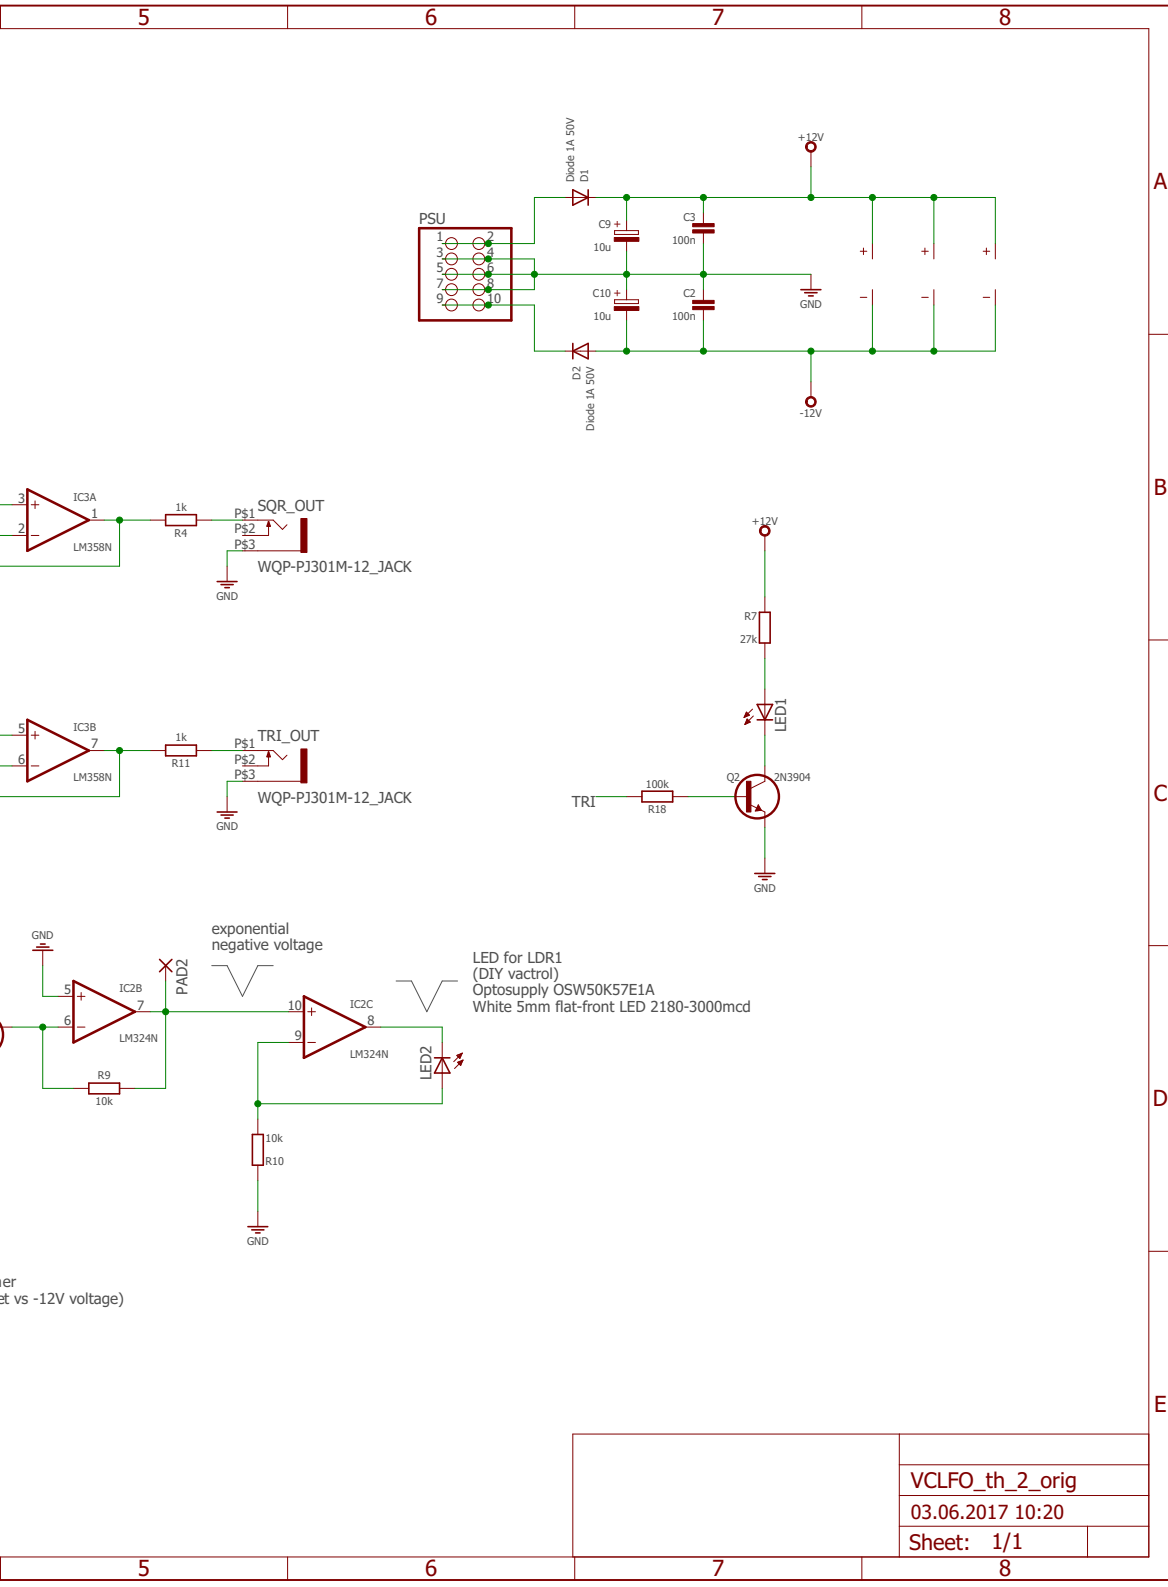 5 6 7 8
A
B
C
D
E
Diode 1A 50V
D1
+12V
PSU
1 2
3 4
5 6
7 8
9 10
C9 +
10u
C3
100n
C10 +
10u
C2
100n
GND
+ + +
− − −
D2
Diode 1A 50V
-12V
3
+
2
−
IC3A
1
LM358N
1k
R4
SQR_OUT
P$1
P$2
P$3
WQP-PJ301M-12_JACK
GND
+12V
R7
27k
LED1
5
+
6
−
IC3B
7
LM358N
1k
R11
TRI_OUT
P$1
P$2
P$3
WQP-PJ301M-12_JACK
GND
TRI
100k
R18
Q2
2N3904
GND
GND
5
+
6
−
IC2B
7
LM324N
PAD2
R9
10k
exponential
negative voltage
10
+
9
−
IC2C
8
LM324N
LED2
LED for LDR1
(DIY vactrol)
Optosupply OSW50K57E1A
White 5mm flat-front LED 2180-3000mcd
10k
R10
GND
et vs -12V voltage)
VCLFO_th_2_orig
03.06.2017 10:20
Sheet: 1/1
5 6 7 8